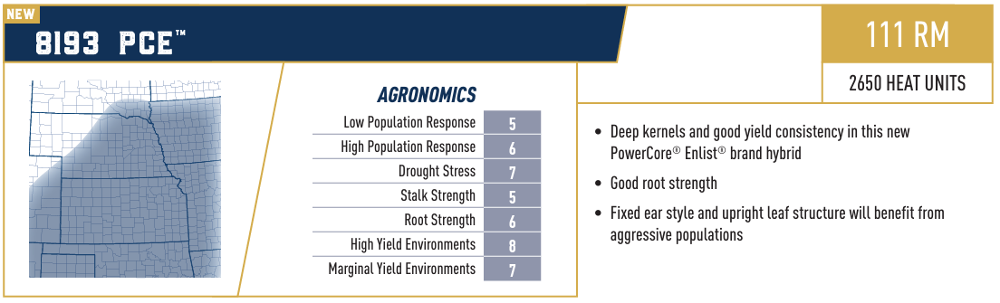 NEW
8193 PCE™
111 RM
2650 HEAT UNITS
AGRONOMICS
Low Population Response 5
High Population Response 6
Drought Stress 7
Stalk Strength 5
Root Strength 6
High Yield Environments 8
Marginal Yield Environments 7
• Deep kernels and good yield consistency in this new
PowerCore® Enlist® brand hybrid
• Good root strength
• Fixed ear style and upright leaf structure will benefit from
aggressive populations